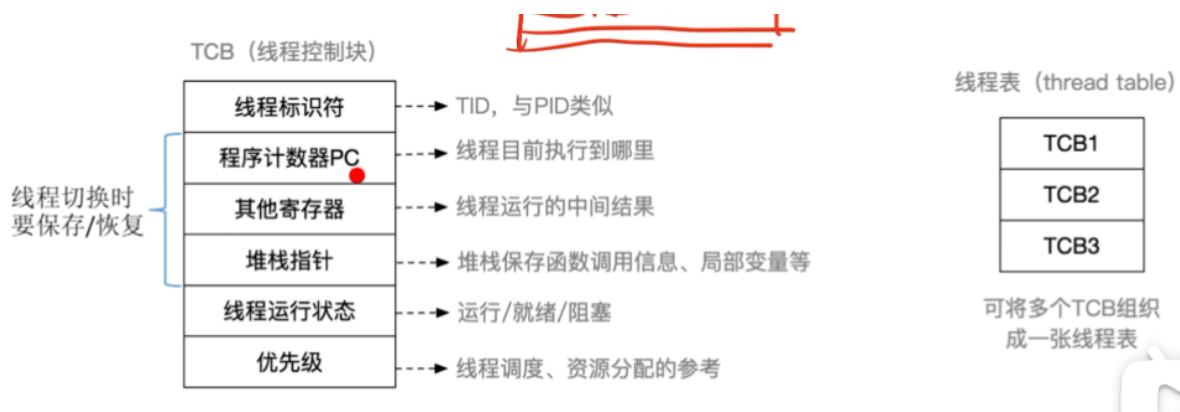 TCB（线程控制块）
线程标识符
TID，与PID类似
程序计数器PC
线程目前执行到哪里
其他寄存器
线程运行的中间结果
堆栈指针
堆栈保存函数调用信息、局部变量等
线程运行状态
运行/就绪/阻塞
优先级
线程调度、资源分配的参考
线程切换时
要保存/恢复
线程表（thread table）
TCB1
TCB2
TCB3
可将多个TCB组织
成一张线程表